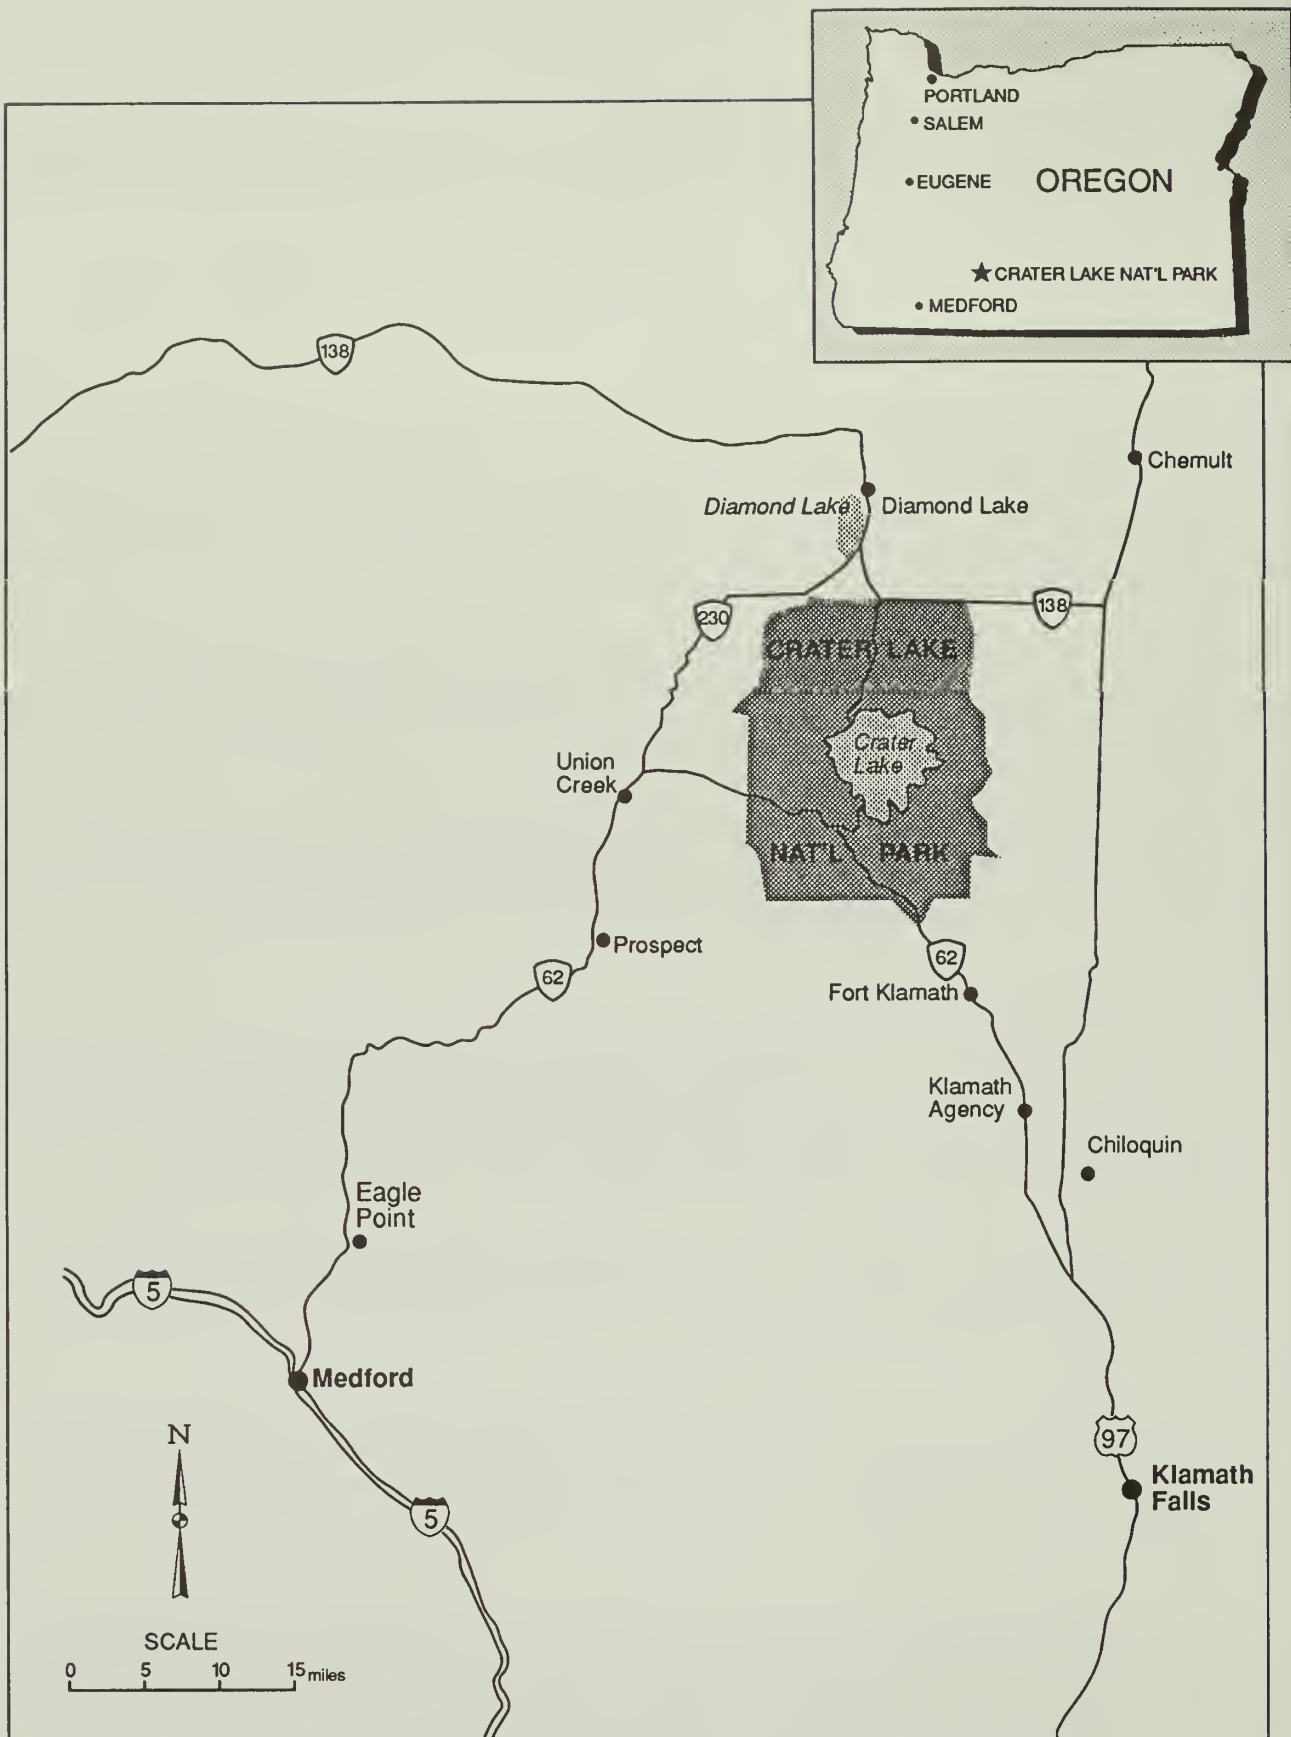 PORTLAND
SALEM
EUGENE
OREGON
CRATER LAKE NAT'L PARK
MEDFORD
138
Chemult
Diamond Lake
Diamond Lake
230
138
CRATER LAKE
Crater
Lake
Union
Creek
NAT'L PARK
Prospect
62
62
Fort Klamath
Klamath
Agency
Chiloquin
Eagle
Point
5
Medford
N
97
Klamath
Falls
5
SCALE
0 5 10 15 miles